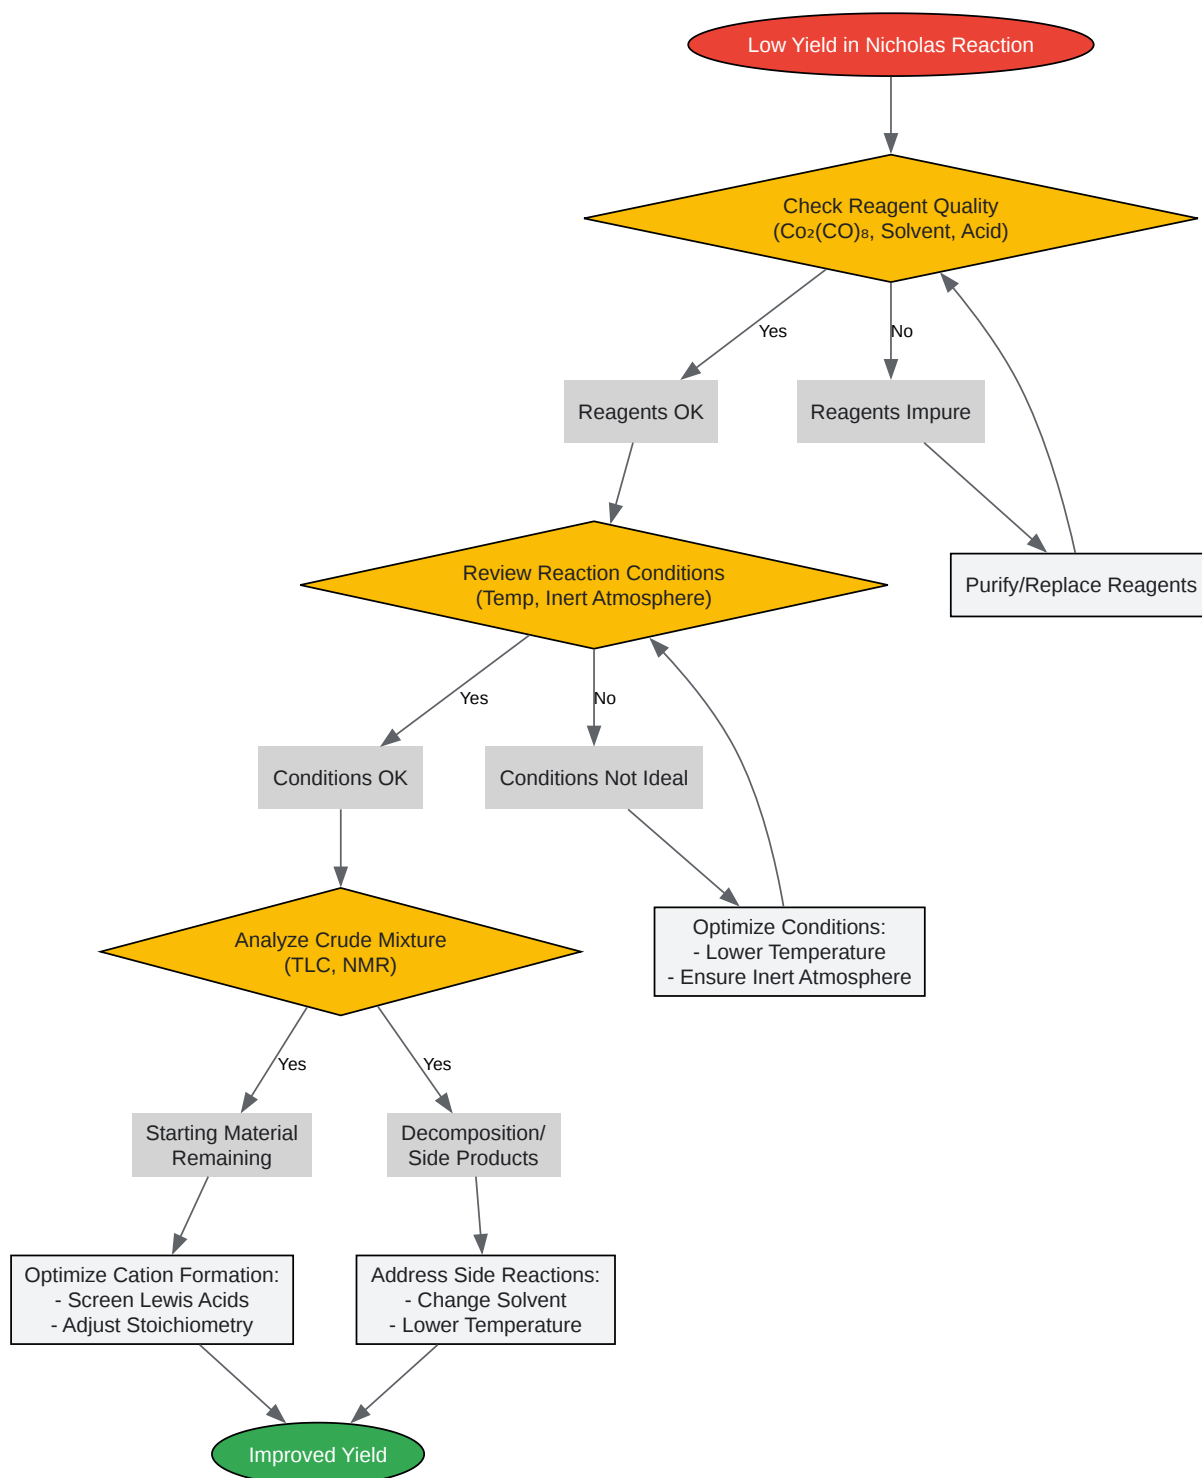 Low Yield in Nicholas Reaction
Check Reagent Quality
(Co₂(CO)₈, Solvent, Acid)
Yes
No
Reagents OK
Reagents Impure
Review Reaction Conditions
(Temp, Inert Atmosphere)
Purify/Replace Reagents
Yes
No
Conditions OK
Conditions Not Ideal
Analyze Crude Mixture
(TLC, NMR)
Optimize Conditions:
- Lower Temperature
- Ensure Inert Atmosphere
Yes
Yes
Starting Material
Remaining
Decomposition/
Side Products
Optimize Cation Formation:
- Screen Lewis Acids
- Adjust Stoichiometry
Address Side Reactions:
- Change Solvent
- Lower Temperature
Improved Yield